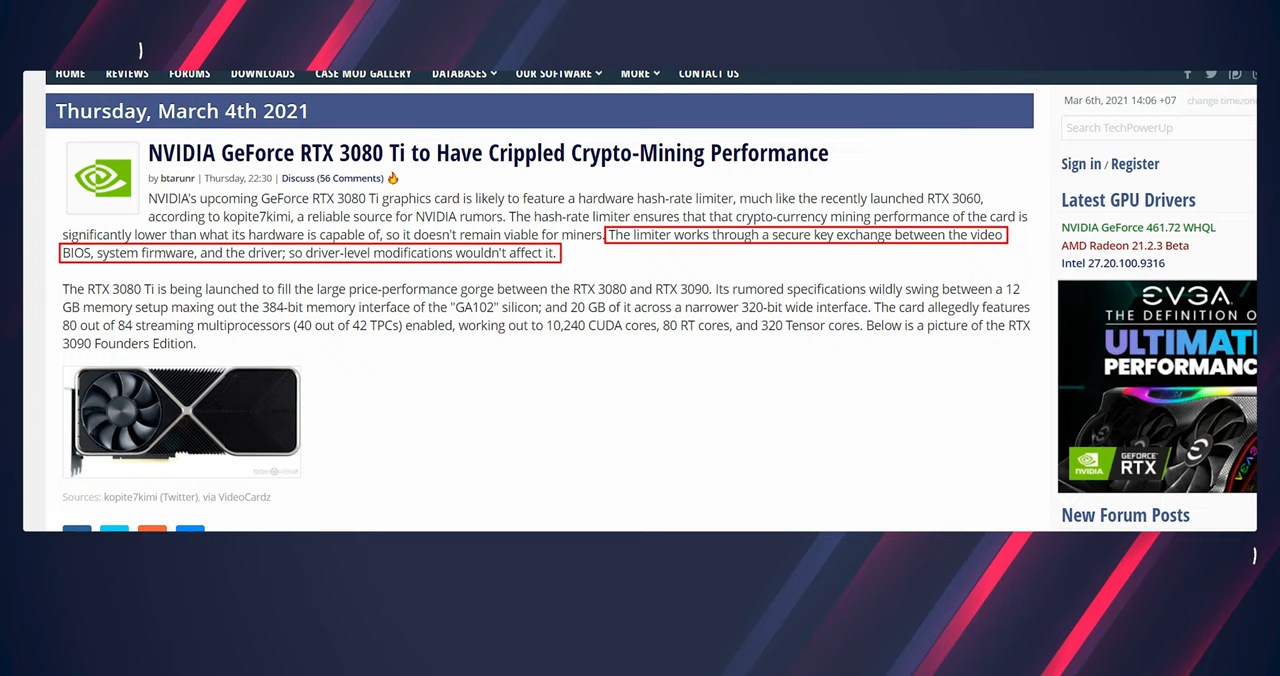 HOME REVIEWS FORUMS DOWNLOADS CASE MOD GALLERY DATABASES OUR SOFTWARE MORE CONTACT US
Thursday, March 4th 2021
NVIDIA GeForce RTX 3080 Ti to Have Crippled Crypto-Mining Performance
by btarunr | Thursday, 22:30 | Discuss (56 Comments)
NVIDIA's upcoming GeForce RTX 3080 Ti graphics card is likely to feature a hardware hash-rate limiter, much like the recently launched RTX 3060,
according to kopite7kimi, a reliable source for NVIDIA rumors. The hash-rate limiter ensures that that crypto-currency mining performance of the card is
significantly lower than what its hardware is capable of, so it doesn't remain viable for miners. The limiter works through a secure key exchange between the video
BIOS, system firmware, and the driver; so driver-level modifications wouldn't affect it.
The RTX 3080 Ti is being launched to fill the large price-performance gorge between the RTX 3080 and RTX 3090. Its rumored specifications wildly swing between a 12
GB memory setup maxing out the 384-bit memory interface of the "GA102" silicon; and 20 GB of it across a narrower 320-bit wide interface. The card allegedly features
80 out of 84 streaming multiprocessors (40 out of 42 TPCs) enabled, working out to 10,240 CUDA cores, 80 RT cores, and 320 Tensor cores. Below is a picture of the RTX
3090 Founders Edition.
Sources: kopite7kimi (Twitter), via VideoCardz
Mar 6th, 2021 14:06 +07 change timezon
Search TechPowerUp
Sign in / Register
Latest GPU Drivers
NVIDIA GeForce 461.72 WHQL
AMD Radeon 21.2.3 Beta
Intel 27.20.100.9316
EVGA
THE DEFINITION O
ULTIMAT
PERFORMANC
NVIDIA
GEFORCE
RTX
New Forum Posts